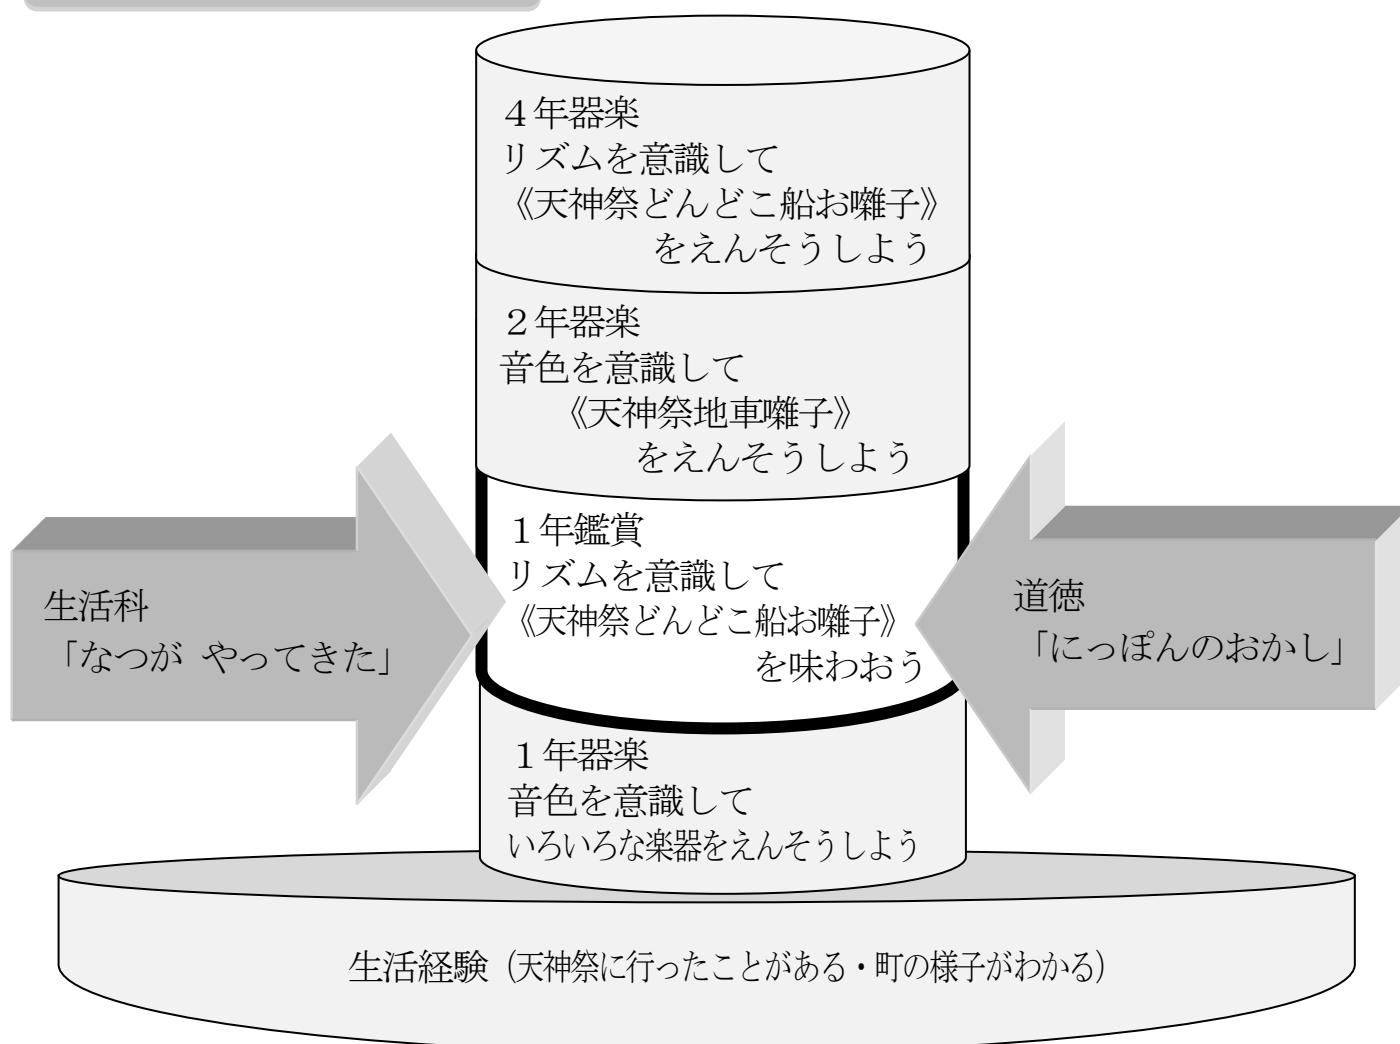 ４年器楽
リズムを意識して
《天神祭どんどこ船お囃子》
をえんそうしよう
２年器楽
音色を意識して
《天神祭地車囃子》
をえんそうしよう
１年鑑賞
リズムを意識して
《天神祭どんどこ船お囃子》
を味わおう
生活科
「なつが やってきた」
道徳
「にっぽんのおかし」
１年器楽
音色を意識して
いろいろな楽器をえんそうしよう
生活経験（天神祭に行ったことがある・町の様子がわかる）